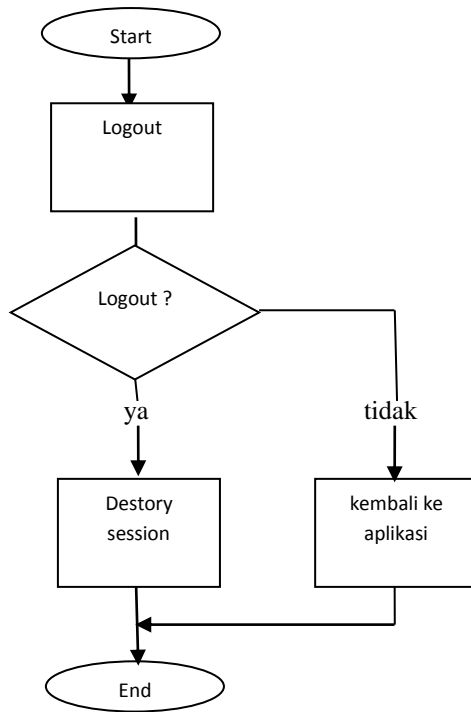 Start
Logout
Logout ?
ya
tidak
Destory
session
kembali ke
aplikasi
End